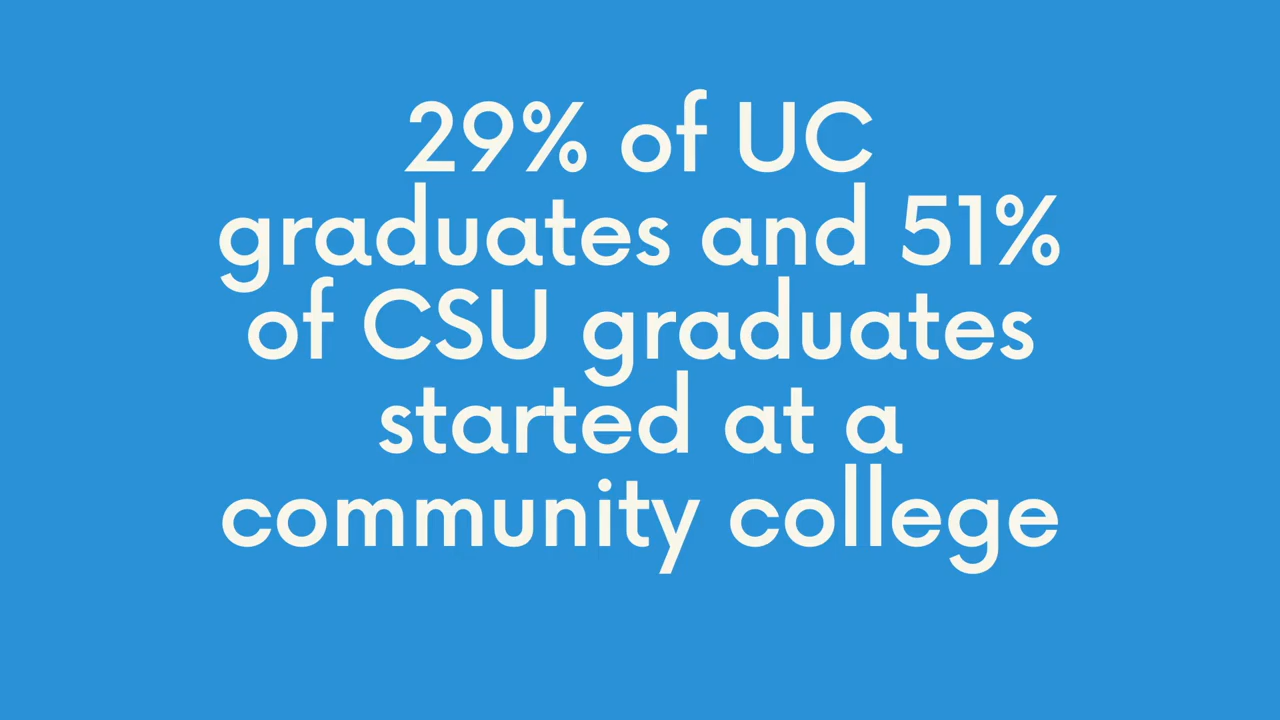 29% of UC
graduates and 51%
of CSU graduates
started at a
community college